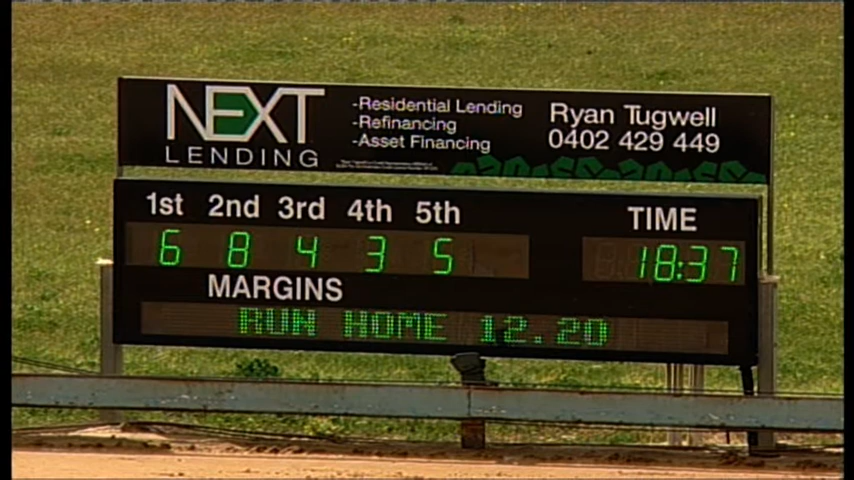 NEXT
LENDING
-Residential Lending
-Refinancing
-Asset Financing
Ryan Tugwell
0402 429 449
1st 2nd 3rd 4th 5th
6 8 4 3 5
TIME
18:37
MARGINS
RUN HOME 12.20